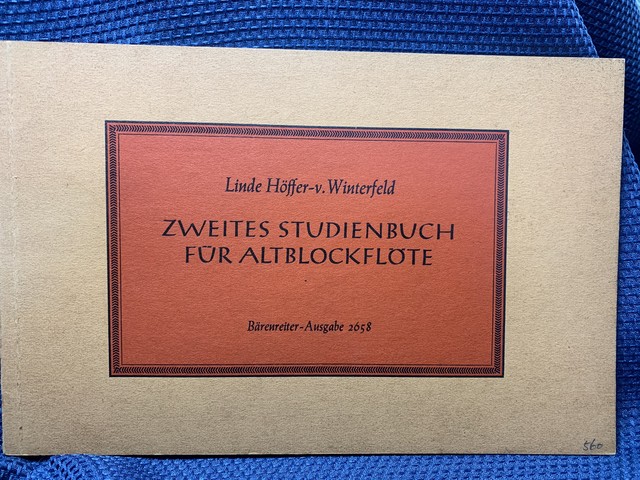 Linde Höffer-v. Winterfeld
ZWEITES STUDIENBUCH
FÜR ALTBLOCKFLÖTE
Bärenreiter-Ausgabe 2658
560